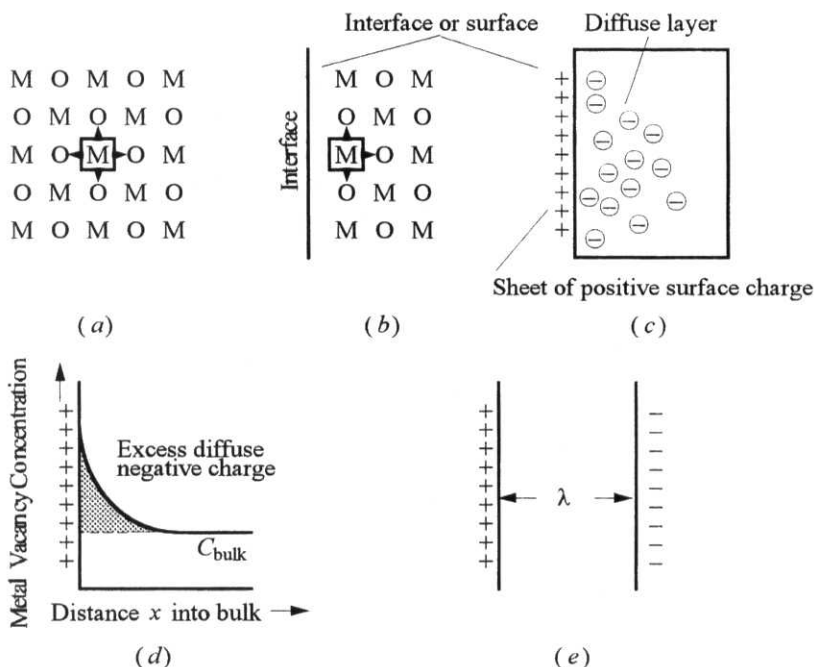 Interface or surface
Diffuse layer
M O M O M
O M O M O
M O M O M
O M O M O
M O M O M
Interface
M O M
O M O
M O M
O M O
M O M
+ + + + + + + + +
− − − − − − − − − − − − − −
Sheet of positive surface charge
(a)
(b)
(c)
Metal Vacancy Concentration
+ + + + + + + + +
Excess diffuse
negative charge
C_bulk
Distance x into bulk
(d)
+ + + + + + + + +
λ
− − − − − − − − −
(e)